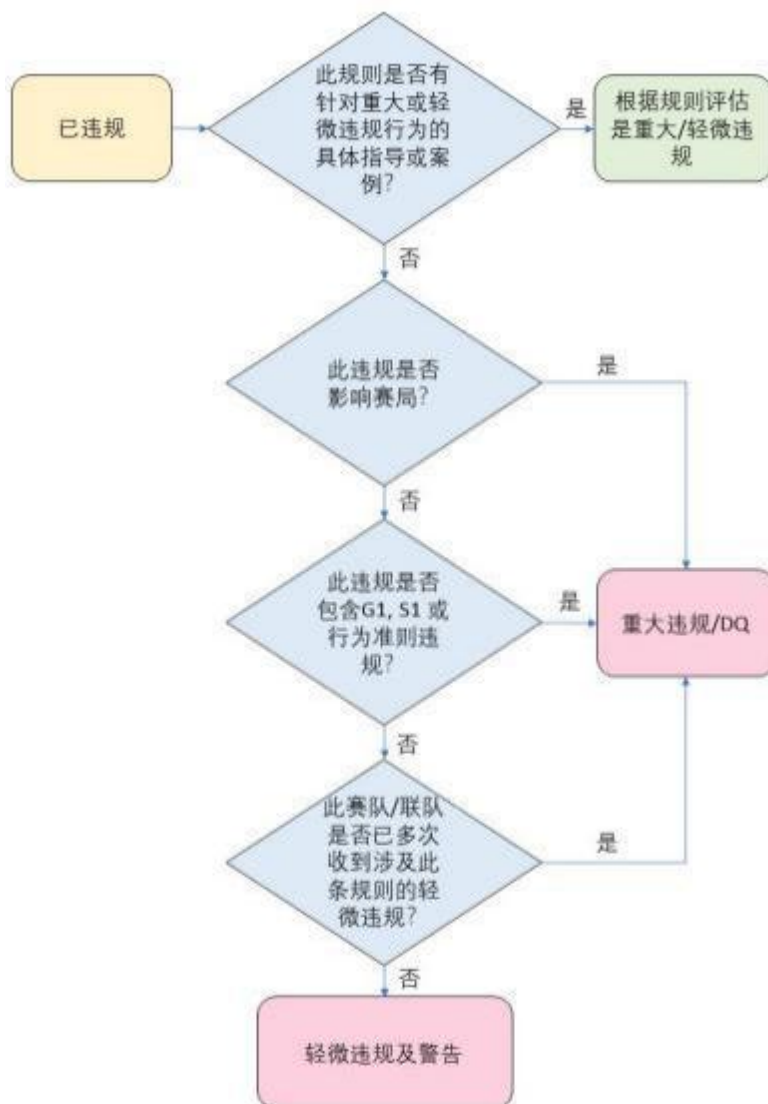 已违规
此规则是否有
针对重大或轻
微违规行为的
具体指导或案
例?
是
根据规则评估
是重大/轻微违
规
否
此违规是否
影响赛局?
是
否
此违规是否
包含G1, S1 或
行为准则违
规?
是
重大违规/DQ
否
此赛队/联队
是否已多次
收到涉及此
条规则的轻
微违规?
是
否
轻微违规及警告